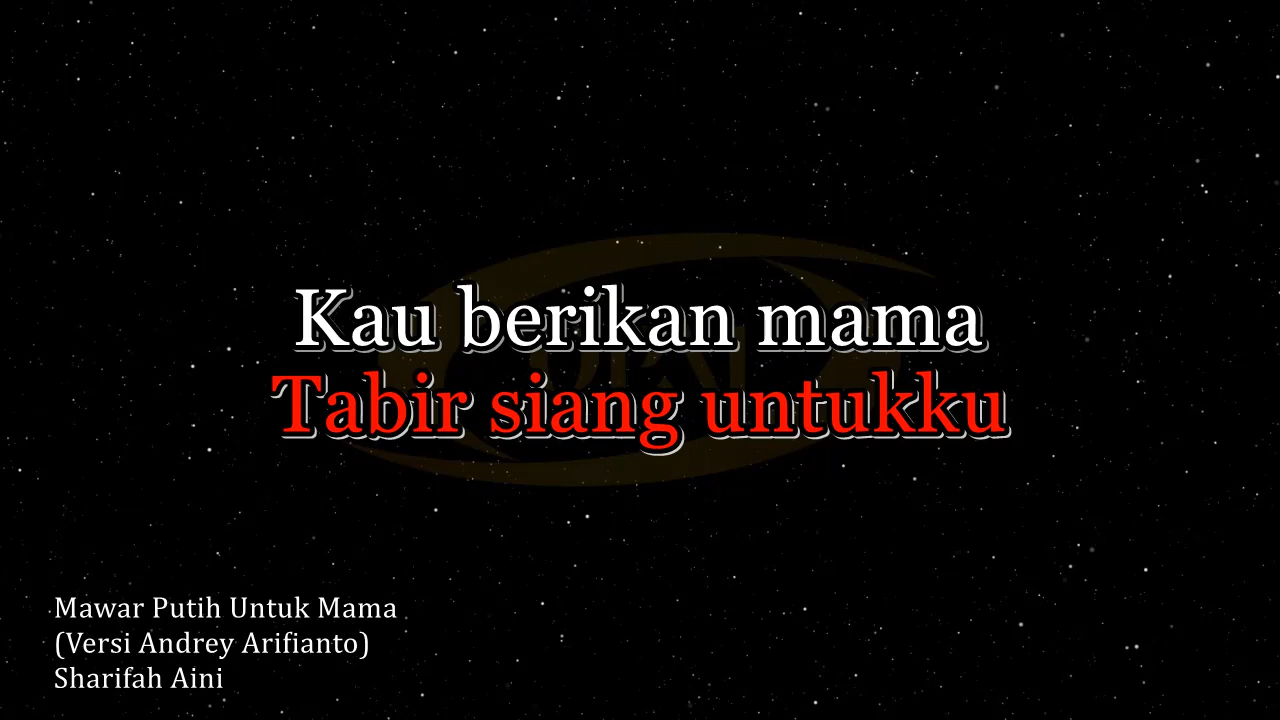 Kau berikan mama
Tabir siang untukku
Mawar Putih Untuk Mama
(Versi Andrey Arifianto)
Sharifah Aini